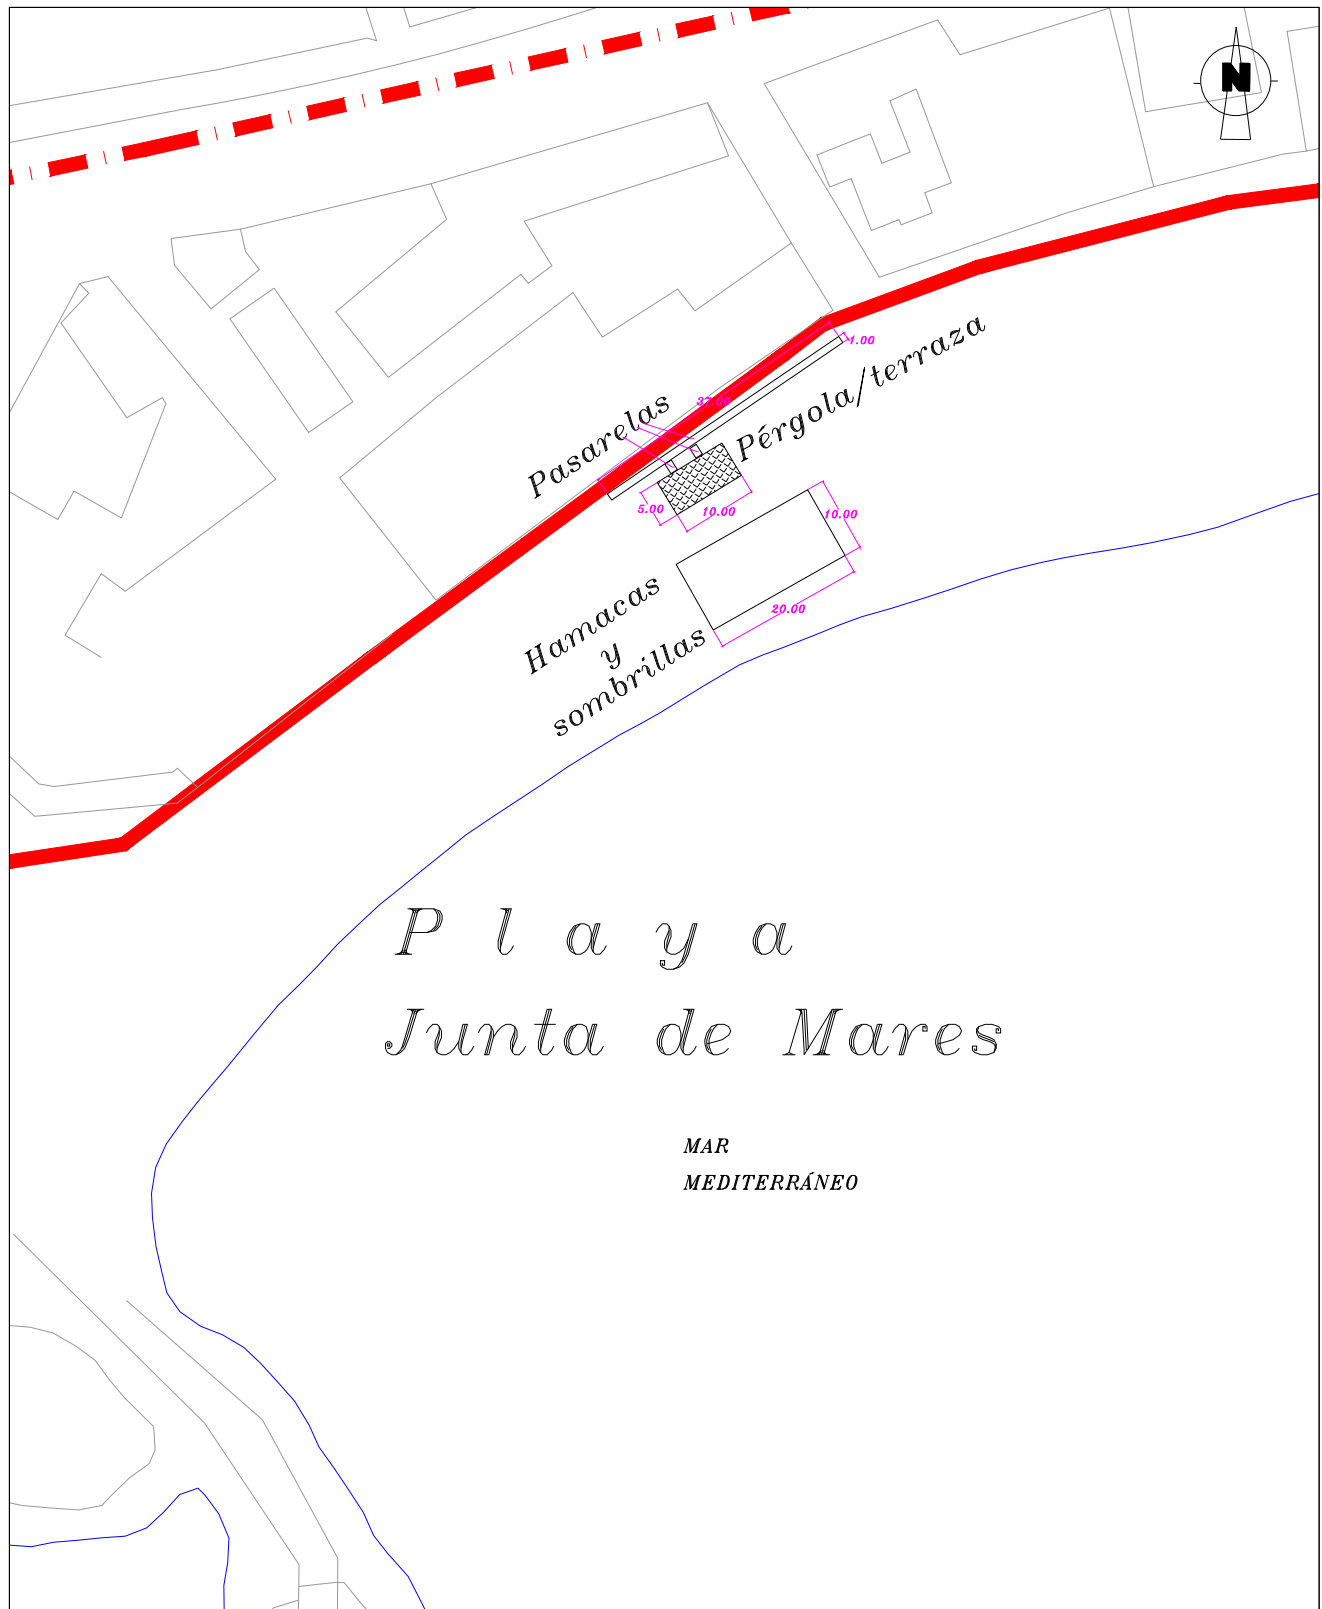 N
1.00
Pérgola/terraza
37.00
Pasarelas
5.00
10.00
10.00
Hamacas
y
sombrillas
20.00
Playa
Junta de Mares
MAR
MEDITERRÁNEO